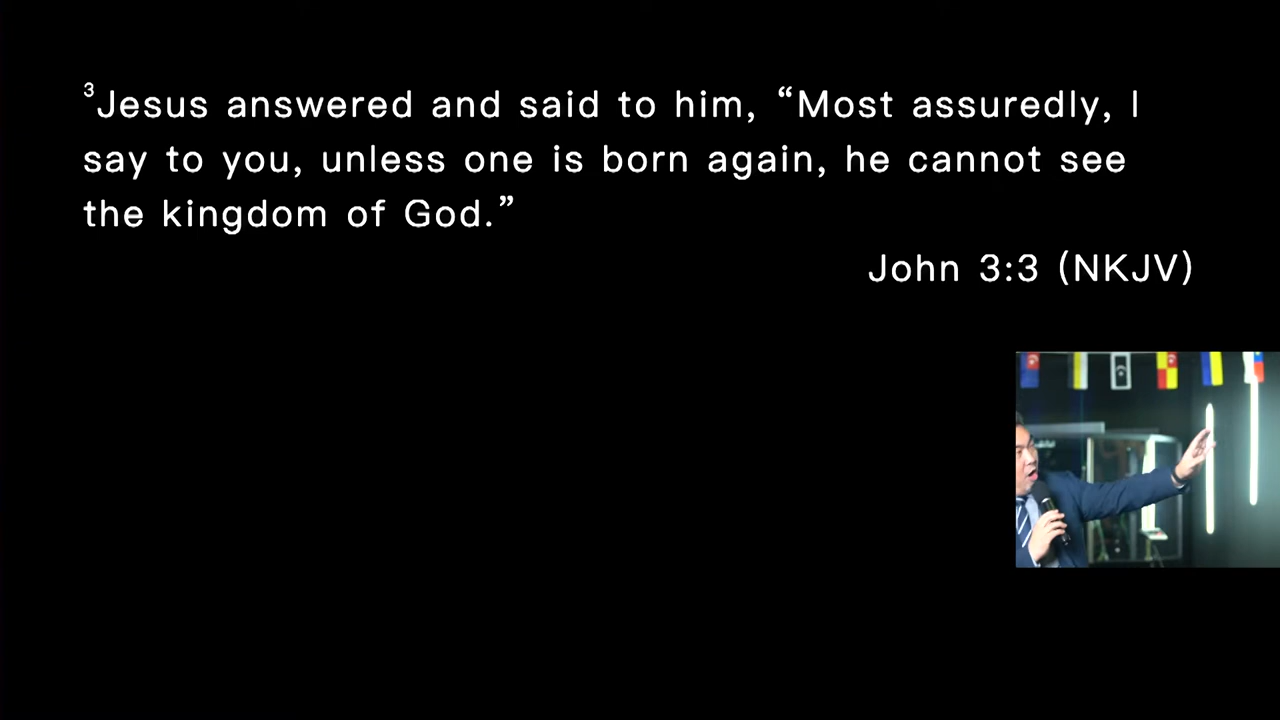 ³Jesus answered and said to him, “Most assuredly, I
say to you, unless one is born again, he cannot see
the kingdom of God.”
John 3:3 (NKJV)